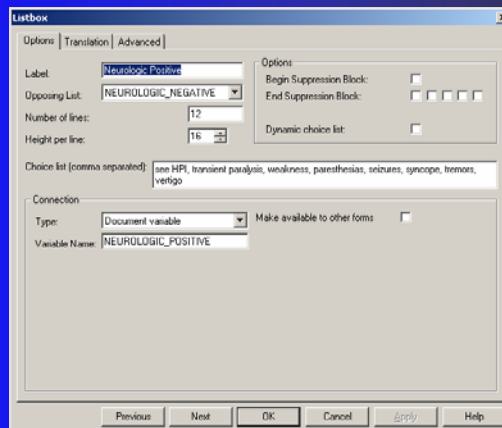 Listbox
Options Translation Advanced
Label: Neurologic Positive
Opposing List: NEUROLOGIC_NEGATIVE
Number of lines: 12
Height per line: 16
Options
Begin Suppression Block:
End Suppression Block:
Dynamic choice list:
Choice list (comma separated): see HPI, transient paralysis, weakness, paresthesias, seizures, syncope, tremors,
vertigo
Connection
Type: Document variable
Make available to other forms
Variable Name: NEUROLOGIC_POSITIVE
Previous Next OK Cancel Apply Help